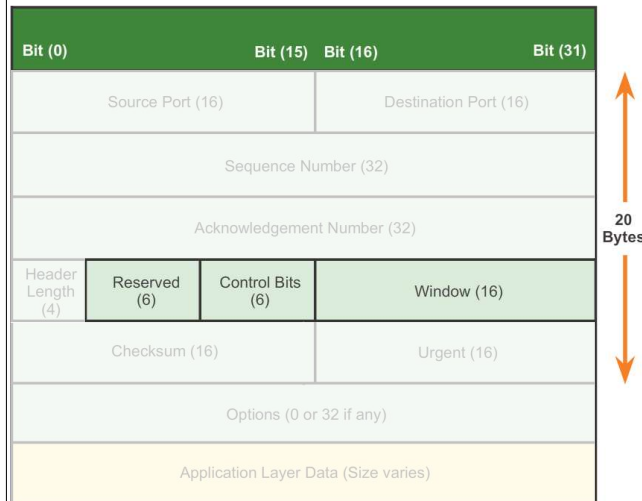 Bit (0) Bit (15) Bit (16) Bit (31)
Source Port (16) Destination Port (16)
Sequence Number (32)
Acknowledgement Number (32)
20
Bytes
Header
Length
(4)
Reserved
(6)
Control Bits
(6)
Window (16)
Checksum (16) Urgent (16)
Options (0 or 32 if any)
Application Layer Data (Size varies)